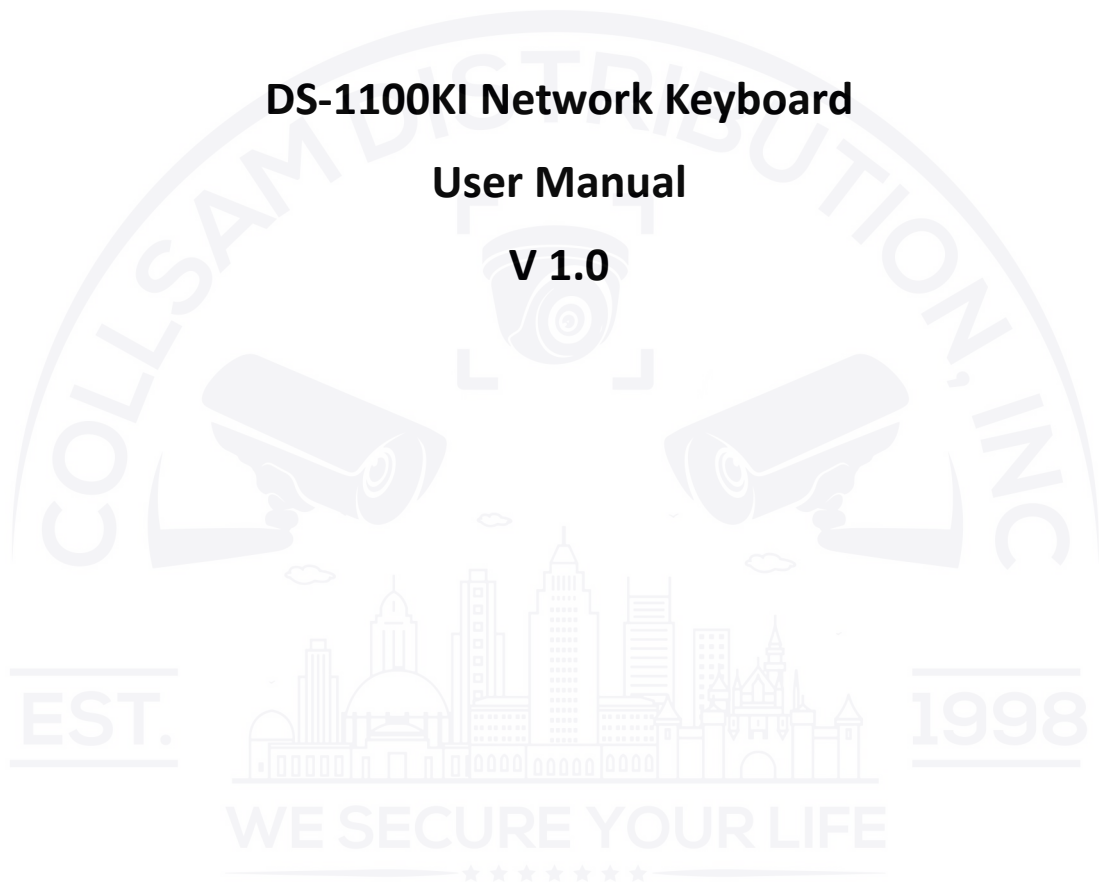 DS-1100KI Network Keyboard
User Manual
V 1.0
COLLSAM DISTRIBUTION, INC
EST.
1998
WE SECURE YOUR LIFE